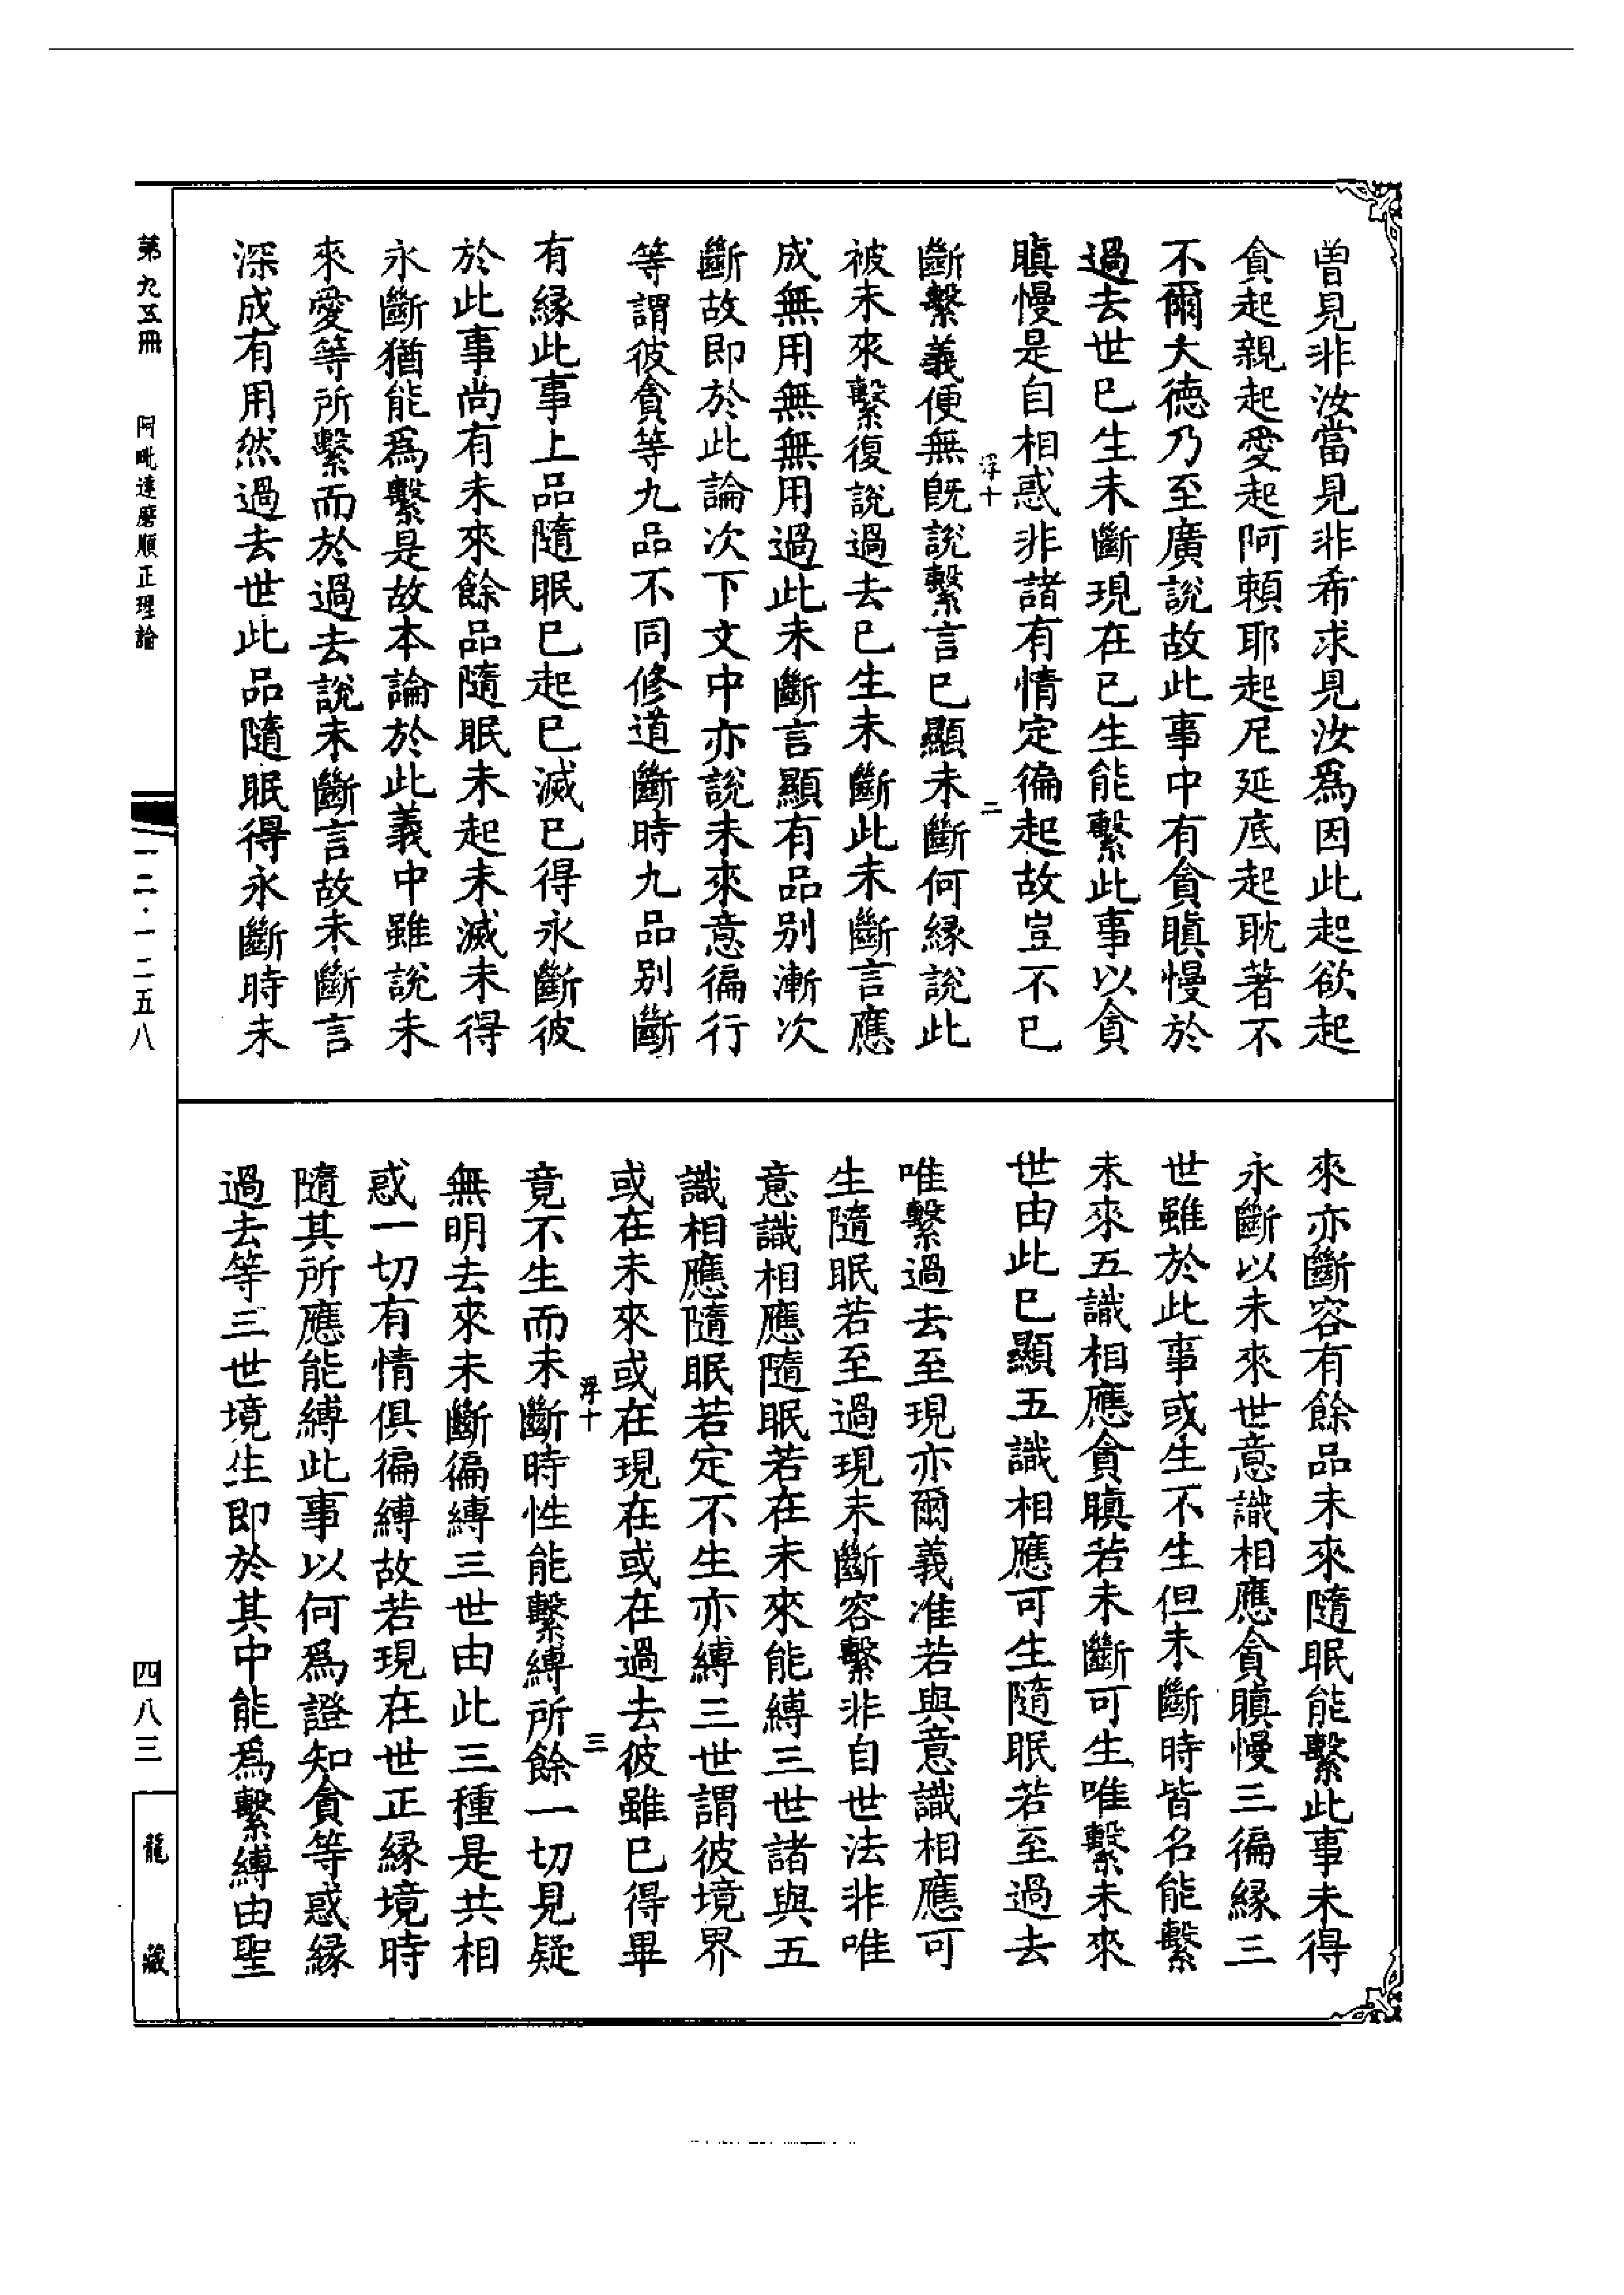 曽見非汝當見非希求見汝爲因此起欲起
貪起親起愛起阿頼耶起尼延底起耽著不
不爾大德乃至廣說故此事中有貪瞋慢於
過去世已生未斷現在已生能繫此事以貪
瞋慢是自相惑非諸有情定徧起故豈不已
浮十 二
斷繫義便無旣說繫言已顯未斷何緣說此
被未來繫復說過去已生未斷此未斷言應
成無用無無用過此未斷言顯有品別漸次
斷故即於此論次下文中亦說未來意徧行
等謂彼貪等九品不同修道斷時九品別斷
有緣此事上品隨眠已起已滅已得永斷彼
於此事尚有未來餘品隨眠未起未滅未得
永斷猶能爲繫是故本論於此義中雖說未
來愛等所繫而於過去說未斷言故未斷言
深成有用然過去世此品隨眠得永斷時未
來亦斷容有餘品未來隨眠能繫此事未得
永斷以未來世意識相應貪瞋慢三徧緣三
世雖於此事或生不生但未斷時皆名能繫
未來五識相應貪瞋若未斷可生唯繫未來
世由此已顯五識相應可生隨眠若至過去
唯繫過去至現亦爾義准若與意識相應可
生隨眠若至過現未斷容繫非自世法非唯
意識相應隨眠若在未來能縛三世諸與五
識相應隨眠若定不生亦縛三世謂彼境界
或在未來或在現在或在過去彼雖已得畢
浮十 三
竟不生而未斷時性能繫縛所餘一切見疑
無明去來未斷徧縛三世由此三種是共相
惑一切有情俱徧縛故若現在世正緣境時
隨其所應能縛此事以何爲證知貪等惑緣
過去等三世境生即於其中能爲繫縛由聖
第九五冊 阿毗達磨順正理論
一二·一二五八
四八三
龍藏